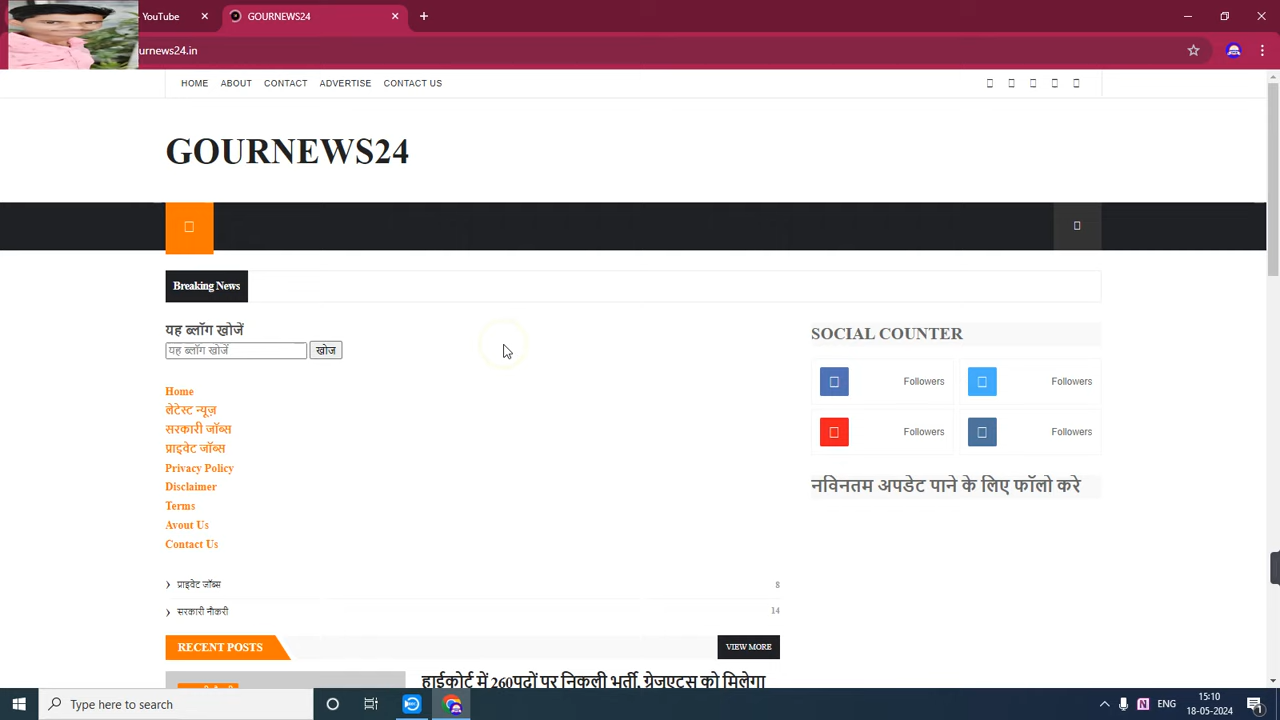 YouTube
GOURNEWS24
urnews24.in
HOME ABOUT CONTACT ADVERTISE CONTACT US
GOURNEWS24
Breaking News
यह ब्लॉग खोजें
यह ब्लॉग खोजें खोज
Home
लेटेस्ट न्यूज़
सरकारी जॉब्स
प्राइवेट जॉब्स
Privacy Policy
Disclaimer
Terms
Avout Us
Contact Us
प्राइवेट जॉब्स 8
सरकारी नौकरी 14
RECENT POSTS VIEW MORE
हाईकोर्ट में 260पदों पर निकली भर्ती, ग्रेजुएट्स को मिलेगा
SOCIAL COUNTER
Followers Followers
Followers Followers
नविनतम अपडेट पाने के लिए फॉलो करे
Type here to search
ENG
15:10
18-05-2024
1